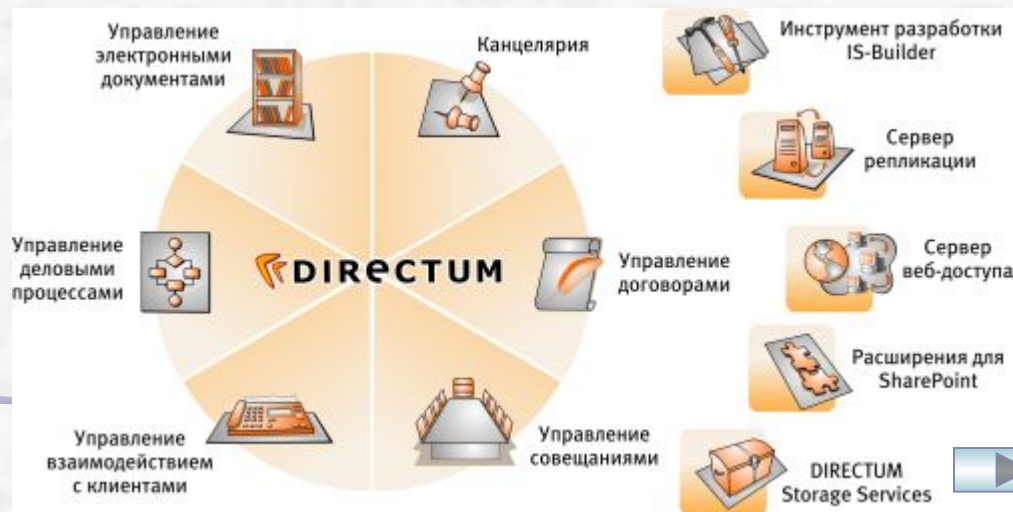 Управление
электронными
документами
Канцелярия
Инструмент разработки
IS-Builder
Сервер
репликации
Управление
деловыми
процессами
DIRECTUM
Управление
договорами
Сервер
веб-доступа
Расширения для
SharePoint
Управление
взаимодействием
с клиентами
Управление
совещаниями
DIRECTUM
Storage Services